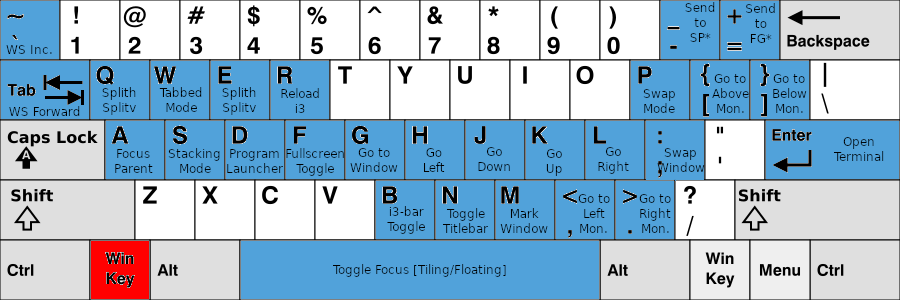 ~ ` WS Inc.
! 1
@ 2
# 3
$ 4
% 5
^ 6
& 7
* 8
( 9
) 0
_ - Send to SP*
+ = Send to FG*
Backspace
Tab
WS Forward
Q
Splith
Splitv
W
Tabbed
Mode
E
Splith
Splitv
R
Reload
i3
T
Y
U
I
O
P
Swap
Mode
{ [ Go to
Above
Mon.
} ] Go to
Below
Mon.
| \
Caps Lock
A
A
Focus
Parent
S
Stacking
Mode
D
Program
Launcher
F
Fullscreen
Toggle
G
Go to
Window
H
Go
Left
J
Go
Down
K
Go
Up
L
Go
Right
: ; Swap
Window
" '
Enter
Open
Terminal
Shift
Z
X
C
V
B
i3-bar
Toggle
N
Toggle
Titlebar
M
Mark
Window
< , Go to
Left
Mon.
> . Go to
Right
Mon.
? /
Shift
Ctrl
Win
Key
Alt
Toggle Focus [Tiling/Floating]
Alt
Win
Key
Menu
Ctrl